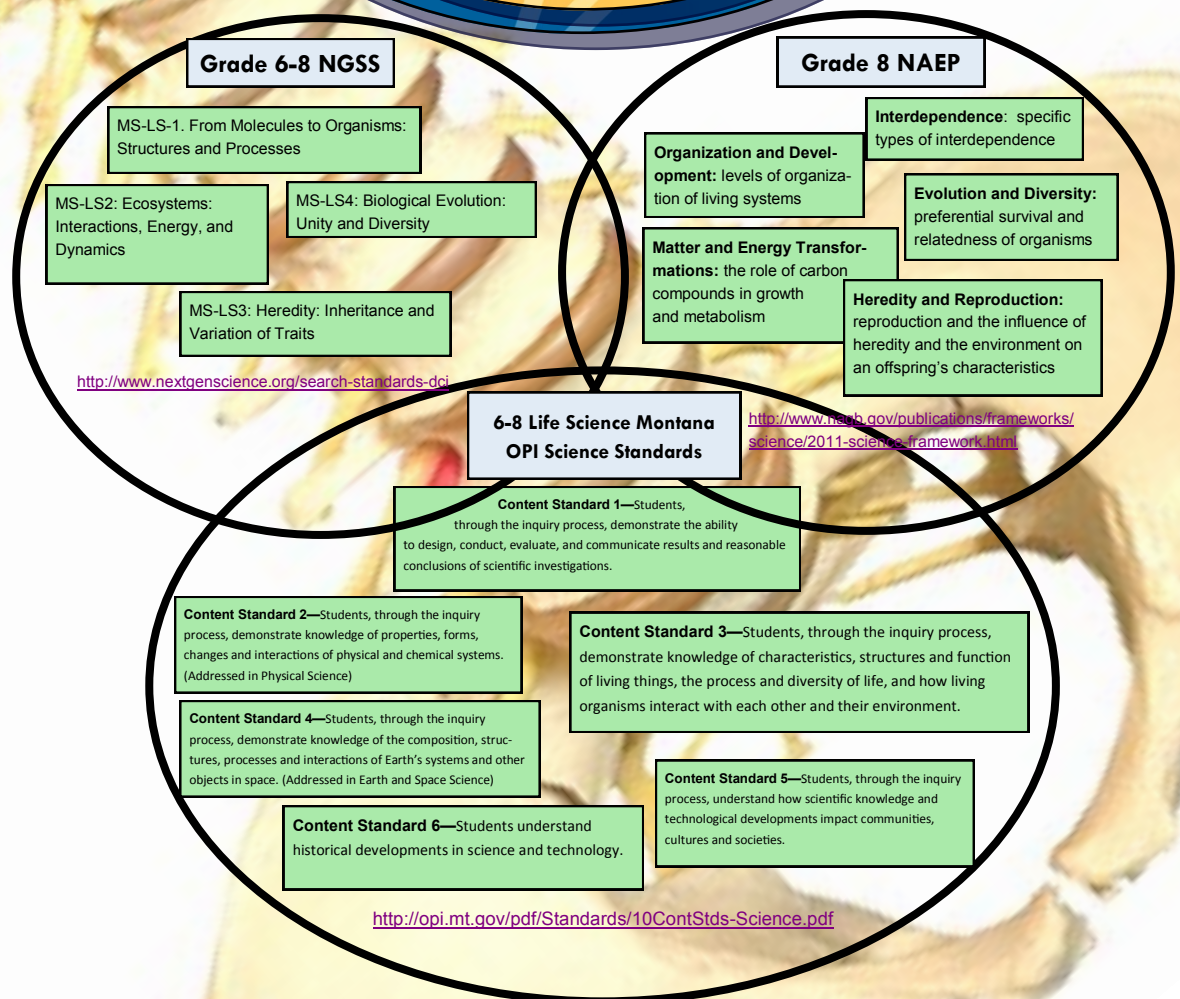 Grade 6-8 NGSS
MS-LS-1. From Molecules to Organisms:
Structures and Processes
MS-LS2: Ecosystems:
Interactions, Energy, and
Dynamics
MS-LS4: Biological Evolution:
Unity and Diversity
MS-LS3: Heredity: Inheritance and
Variation of Traits
http://www.nextgenscience.org/search-standards-dci
Grade 8 NAEP
Interdependence: specific
types of interdependence
Organization and Devel-
opment: levels of organiza-
tion of living systems
Evolution and Diversity:
preferential survival and
relatedness of organisms
Matter and Energy Transfor-
mations: the role of carbon
compounds in growth
and metabolism
Heredity and Reproduction:
reproduction and the influence of
heredity and the environment on
an offspring's characteristics
http://www.nagb.gov/publications/frameworks/
science/2011-science-framework.html
6-8 Life Science Montana
OPI Science Standards
Content Standard 1—Students,
through the inquiry process, demonstrate the ability
to design, conduct, evaluate, and communicate results and reasonable
conclusions of scientific investigations.
Content Standard 2—Students, through the inquiry
process, demonstrate knowledge of properties, forms,
changes and interactions of physical and chemical systems.
(Addressed in Physical Science)
Content Standard 3—Students, through the inquiry process,
demonstrate knowledge of characteristics, structures and function
of living things, the process and diversity of life, and how living
organisms interact with each other and their environment.
Content Standard 4—Students, through the inquiry
process, demonstrate knowledge of the composition, struc-
tures, processes and interactions of Earth's systems and other
objects in space. (Addressed in Earth and Space Science)
Content Standard 5—Students, through the inquiry
process, understand how scientific knowledge and
technological developments impact communities,
cultures and societies.
Content Standard 6—Students understand
historical developments in science and technology.
http://opi.mt.gov/pdf/Standards/10ContStds-Science.pdf